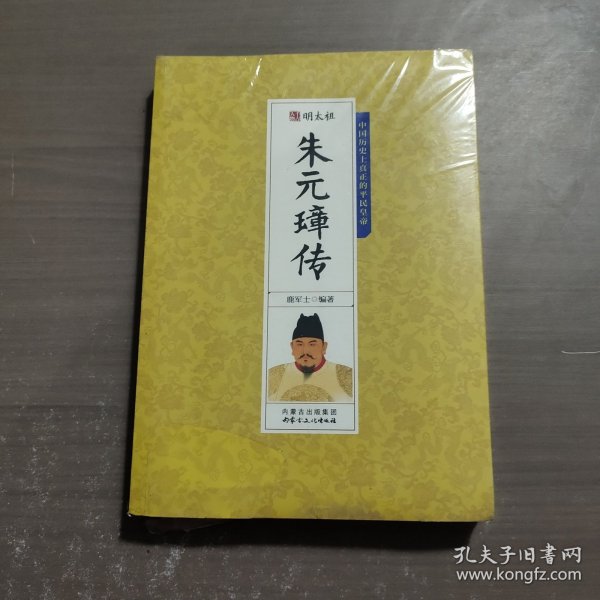 明太祖
朱元璋传
中国历史上真正的平民皇帝
鹿军士◎编著
内蒙古出版集团
内蒙古文化出版社
孔夫子旧书网
www.kongfz.com